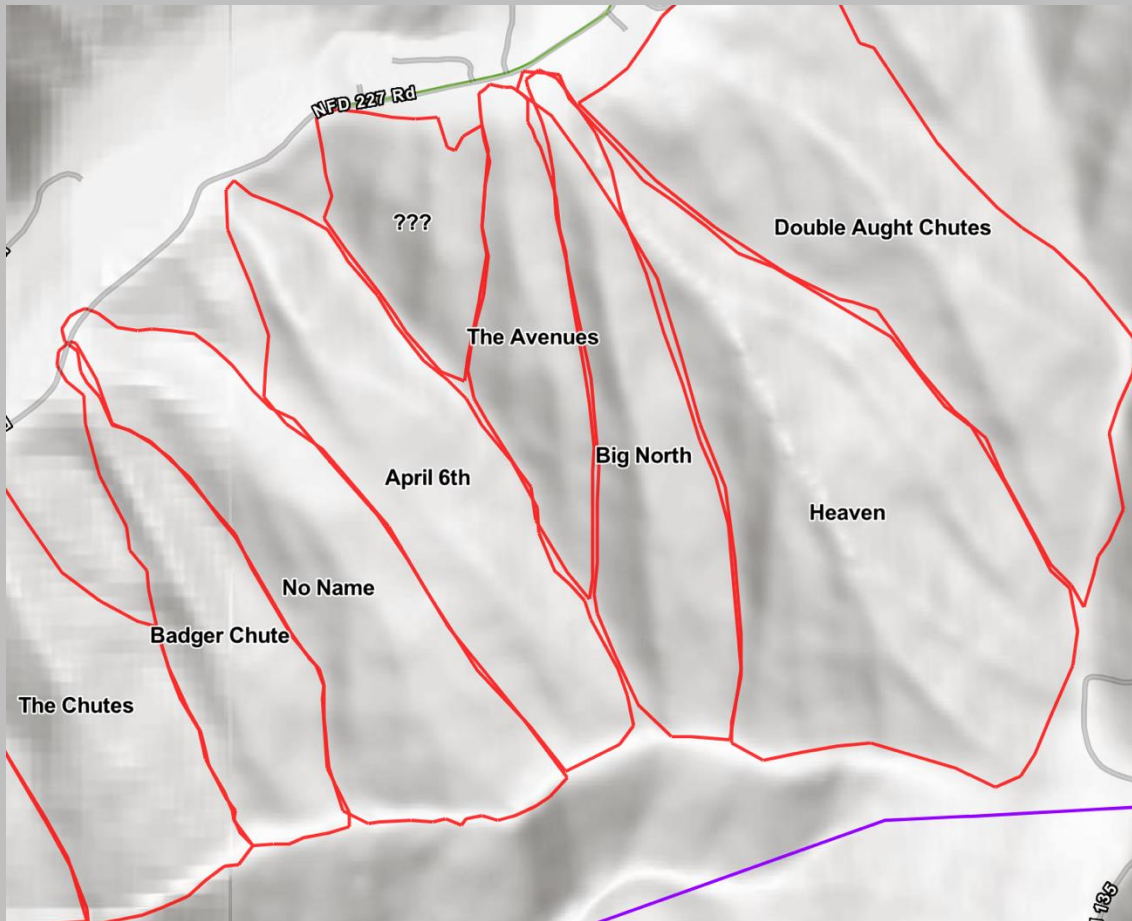 NFD 227 Rd
???
Double Aught Chutes
The Avenues
Big North
April 6th
Heaven
No Name
Badger Chute
The Chutes
135